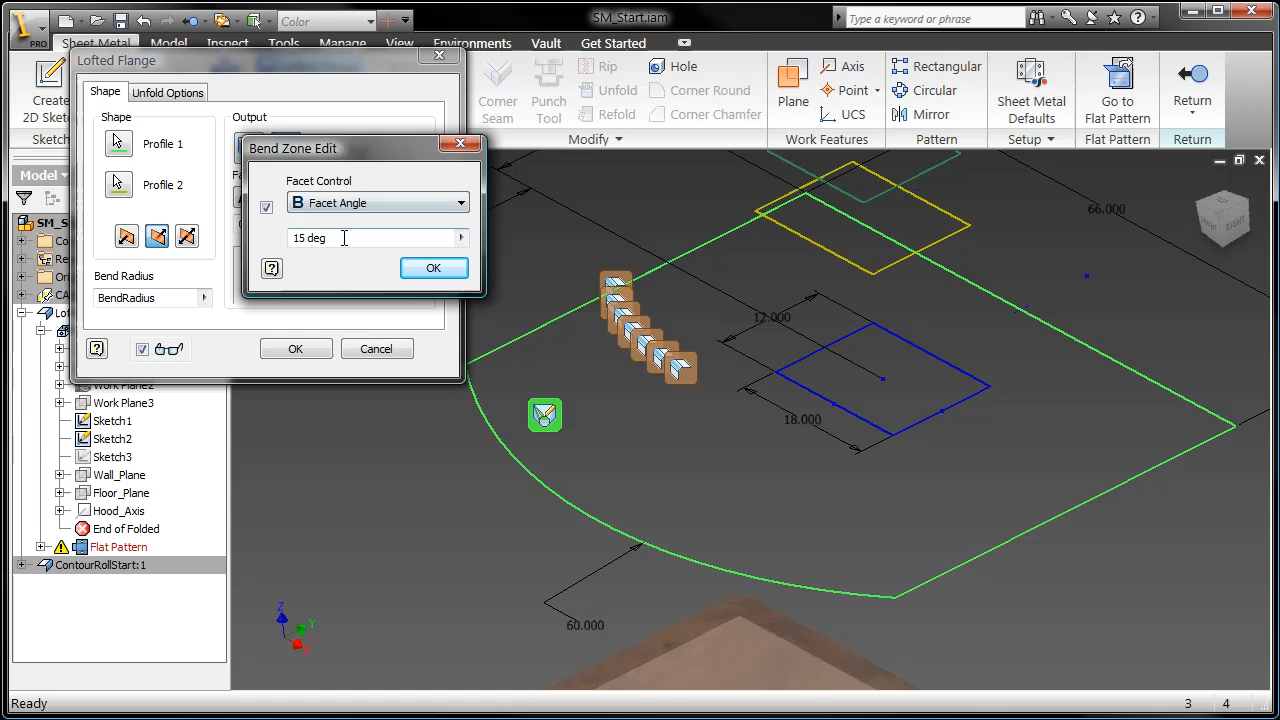 Color
SM_Start.iam
Type a keyword or phrase
PRO
Sheet Metal
Model
Inspect
Tools
Manage
View
Environments
Vault
Get Started
Create
2D Sketch
Sketch
Corner
Seam
Punch
Tool
Rip
Unfold
Refold
Hole
Corner Round
Corner Chamfer
Modify
Plane
Axis
Point
UCS
Work Features
Rectangular
Circular
Mirror
Pattern
Sheet Metal
Defaults
Setup
Go to
Flat Pattern
Flat Pattern
Return
Return
Lofted Flange
Shape
Unfold Options
Shape
Profile 1
Profile 2
Output
Bend Radius
BendRadius
OK
Cancel
Bend Zone Edit
Facet Control
B Facet Angle
15 deg
OK
Model
Work Plane2
Work Plane3
Sketch1
Sketch2
Sketch3
Wall_Plane
Floor_Plane
Hood_Axis
End of Folded
Flat Pattern
ContourRollStart:1
66.000
12.000
18.000
60.000
RIGHT
Z
Y
X
Ready
3
4